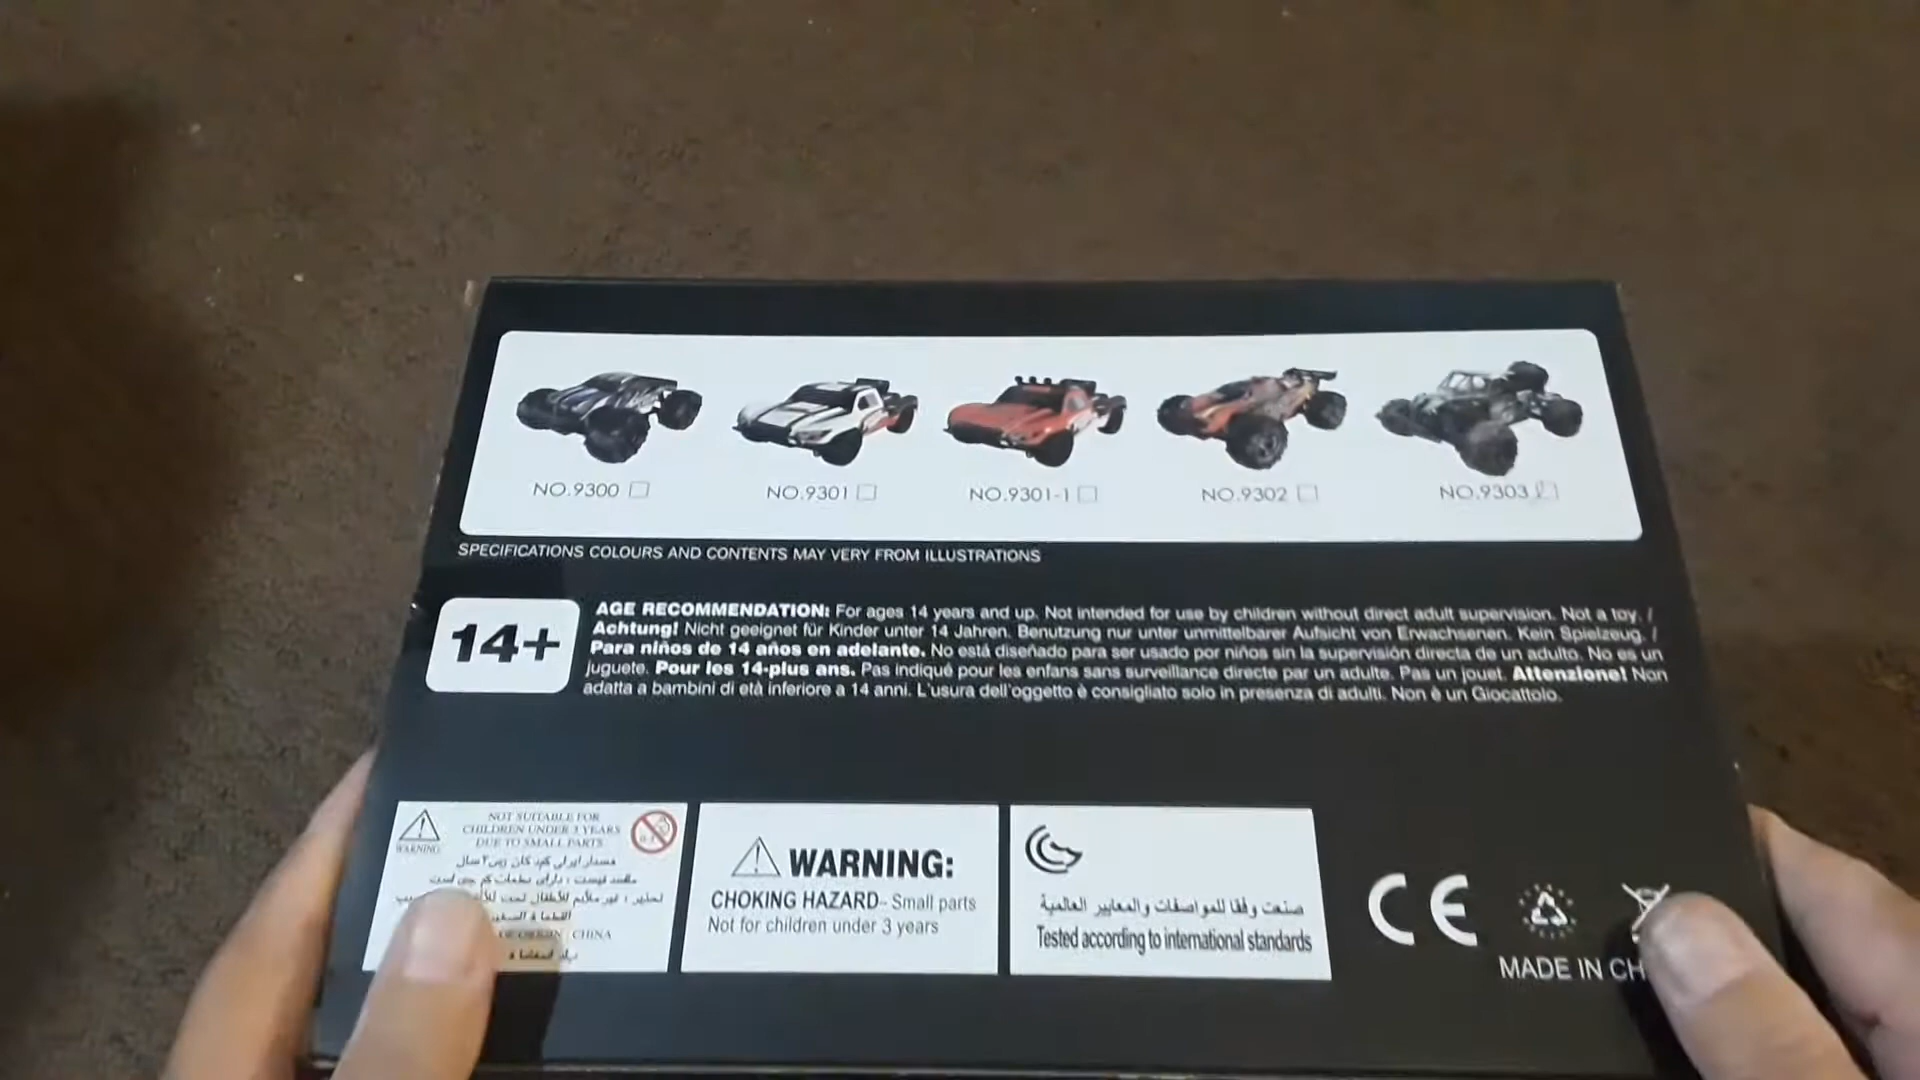 NO.9300
NO.9301
NO.9301-1
NO.9302
NO.9303
SPECIFICATIONS COLOURS AND CONTENTS MAY VERY FROM ILLUSTRATIONS
14+
AGE RECOMMENDATION: For ages 14 years and up. Not intended for use by children without direct adult supervision. Not a toy. /
Achtung! Nicht geeignet für Kinder unter 14 Jahren. Benutzung nur unter unmittelbarer Aufsicht von Erwachsenen. Kein Spielzeug. /
Para niños de 14 años en adelante. No está diseñado para ser usado por niños sin la supervisión directa de un adulto. No es un
juguete. Pour les 14-plus ans. Pas indiqué pour les enfans sans surveillance directe par un adulte. Pas un jouet. Attenzione! Non
adatta a bambini di età inferiore a 14 anni. L'usura dell'oggetto è consigliato solo in presenza di adulti. Non è un Giocattolo.
WARNING:
NOT SUITABLE FOR
CHILDREN UNDER 3 YEARS
DUE TO SMALL PARTS
OF ORIGIN : CHINA
WARNING:
CHOKING HAZARD- Small parts
Not for children under 3 years
صنعت وفقا للمواصفات و المعايير العالمية
Tested according to international standards
CE
MADE IN CH